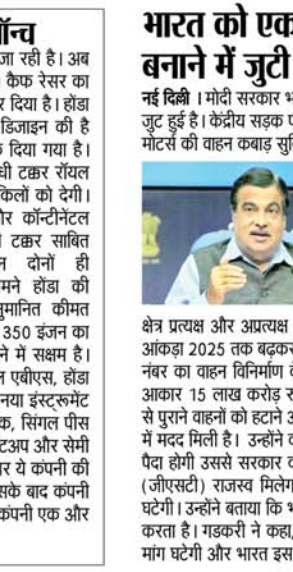 ॉन्च
जा रही है। अब
कैफ रेसर का
र दिया है। होंडा
डिजाइन की है
दिया गया है।
धी टक्कर रॉयल
किलों को देगी।
ौर कॉन्टीनेंटल
टक्कर साबित
न दोनों ही
मने होंडा की
नुमानित कीमत
350 इंजन का
ने में सक्षम है।
एबीएस, होंडा
नया इंस्ट्रूमेंट
क, सिंगल पीस
टअप और सेमी
र ये कंपनी की
सके बाद कंपनी
कंपनी एक और
भारत को एक
बनाने में जुटी
नई दिल्ली । मोदी सरकार भ
जुट हुई है। केंद्रीय सड़क प
मोटर्स की वाहन कबाड़ सुवि
क्षेत्र प्रत्यक्ष और अप्रत्यक्ष
आंकड़ा 2025 तक बढ़कर
नंबर का वाहन विनिर्माण वे
आकार 15 लाख करोड़ रु
से पुराने वाहनों को हटाने अ
में मदद मिली है। उन्होंने व
पैदा होगी उससे सरकार व
(जीएसटी) राजस्व मिलेग
घटेगी। उन्होंने बताया कि भ
करता है। गडकरी ने कहा,
मांग घटेगी और भारत इस